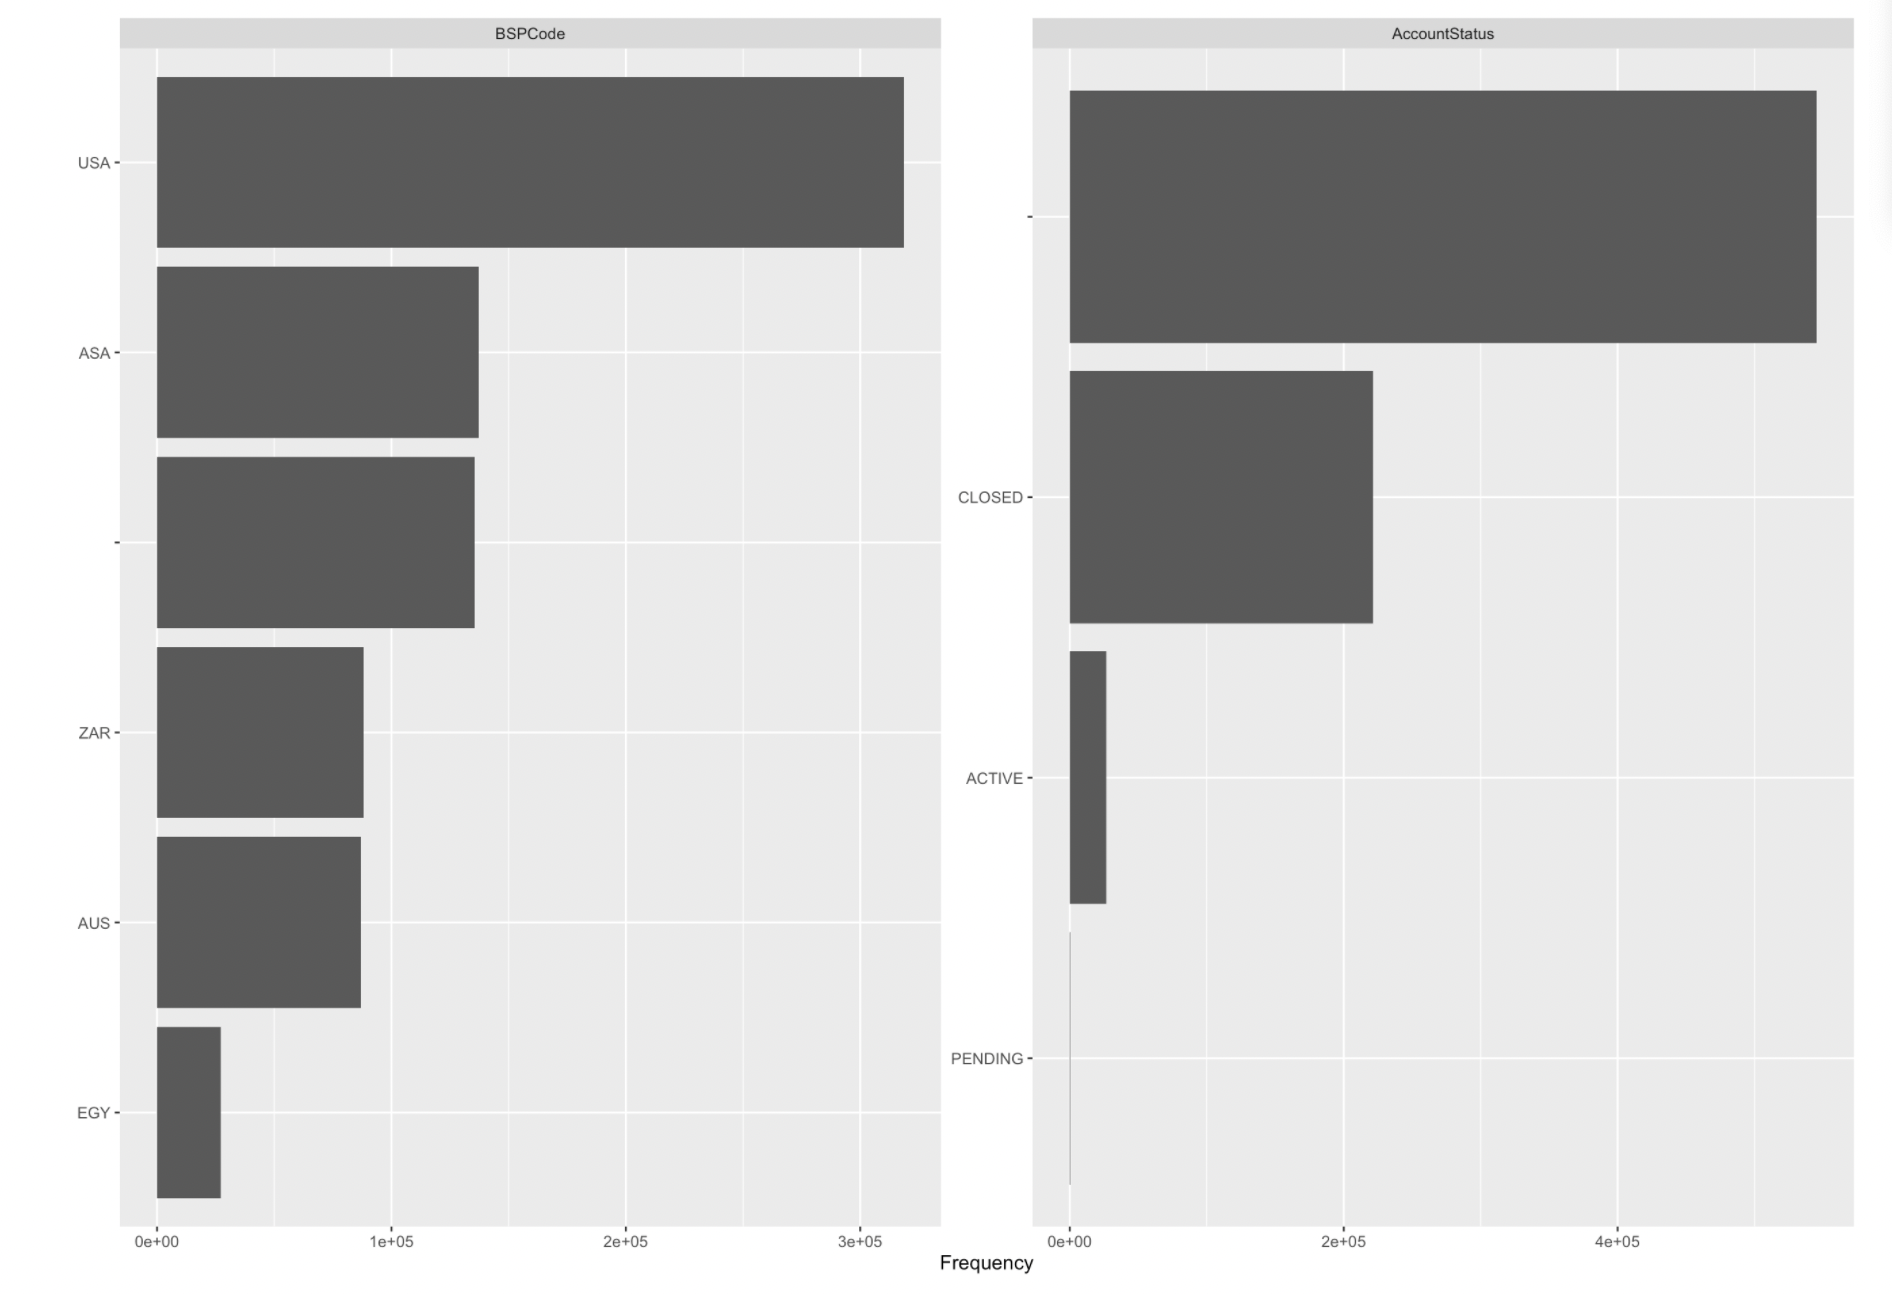 BSPCode
USA
ASA
ZAR
AUS
EGY
0e+00 1e+05 2e+05 3e+05
AccountStatus
CLOSED
ACTIVE
PENDING
0e+00 2e+05 4e+05
Frequency